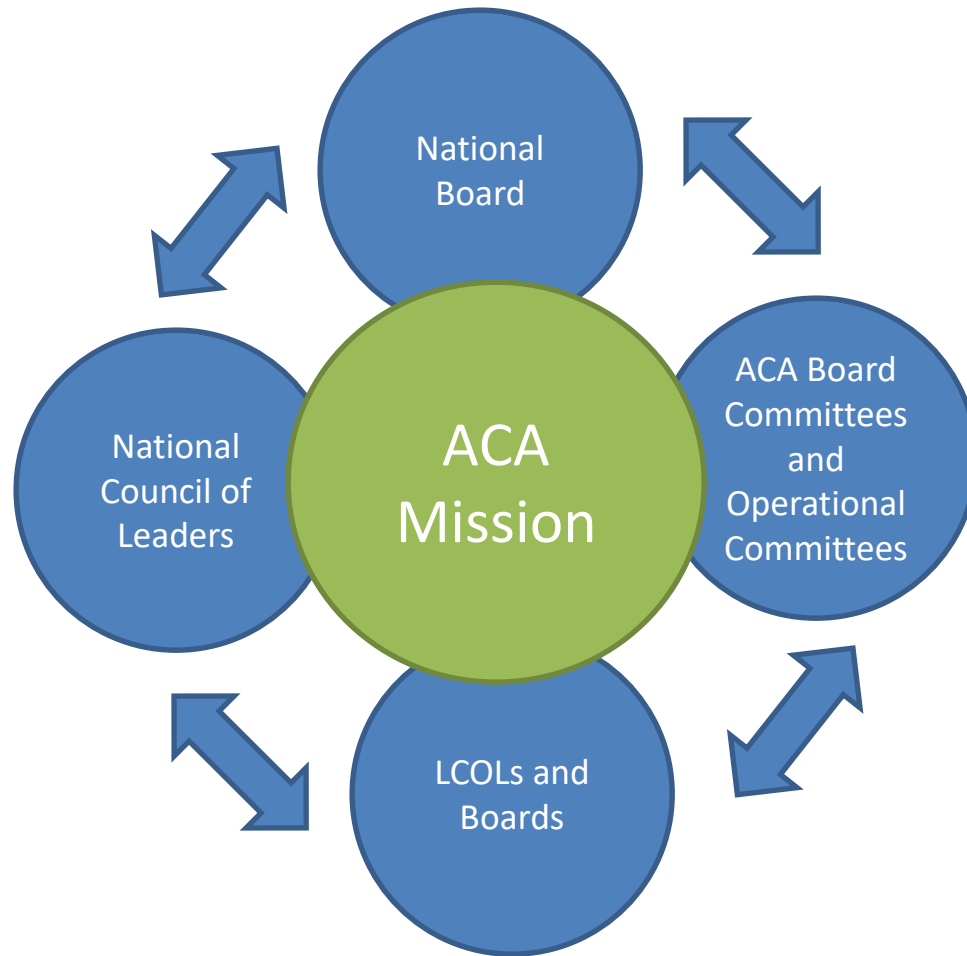 National
Board
ACA Board
Committees
and
Operational
Committees
National
Council of
Leaders
ACA
Mission
LCOLs and
Boards